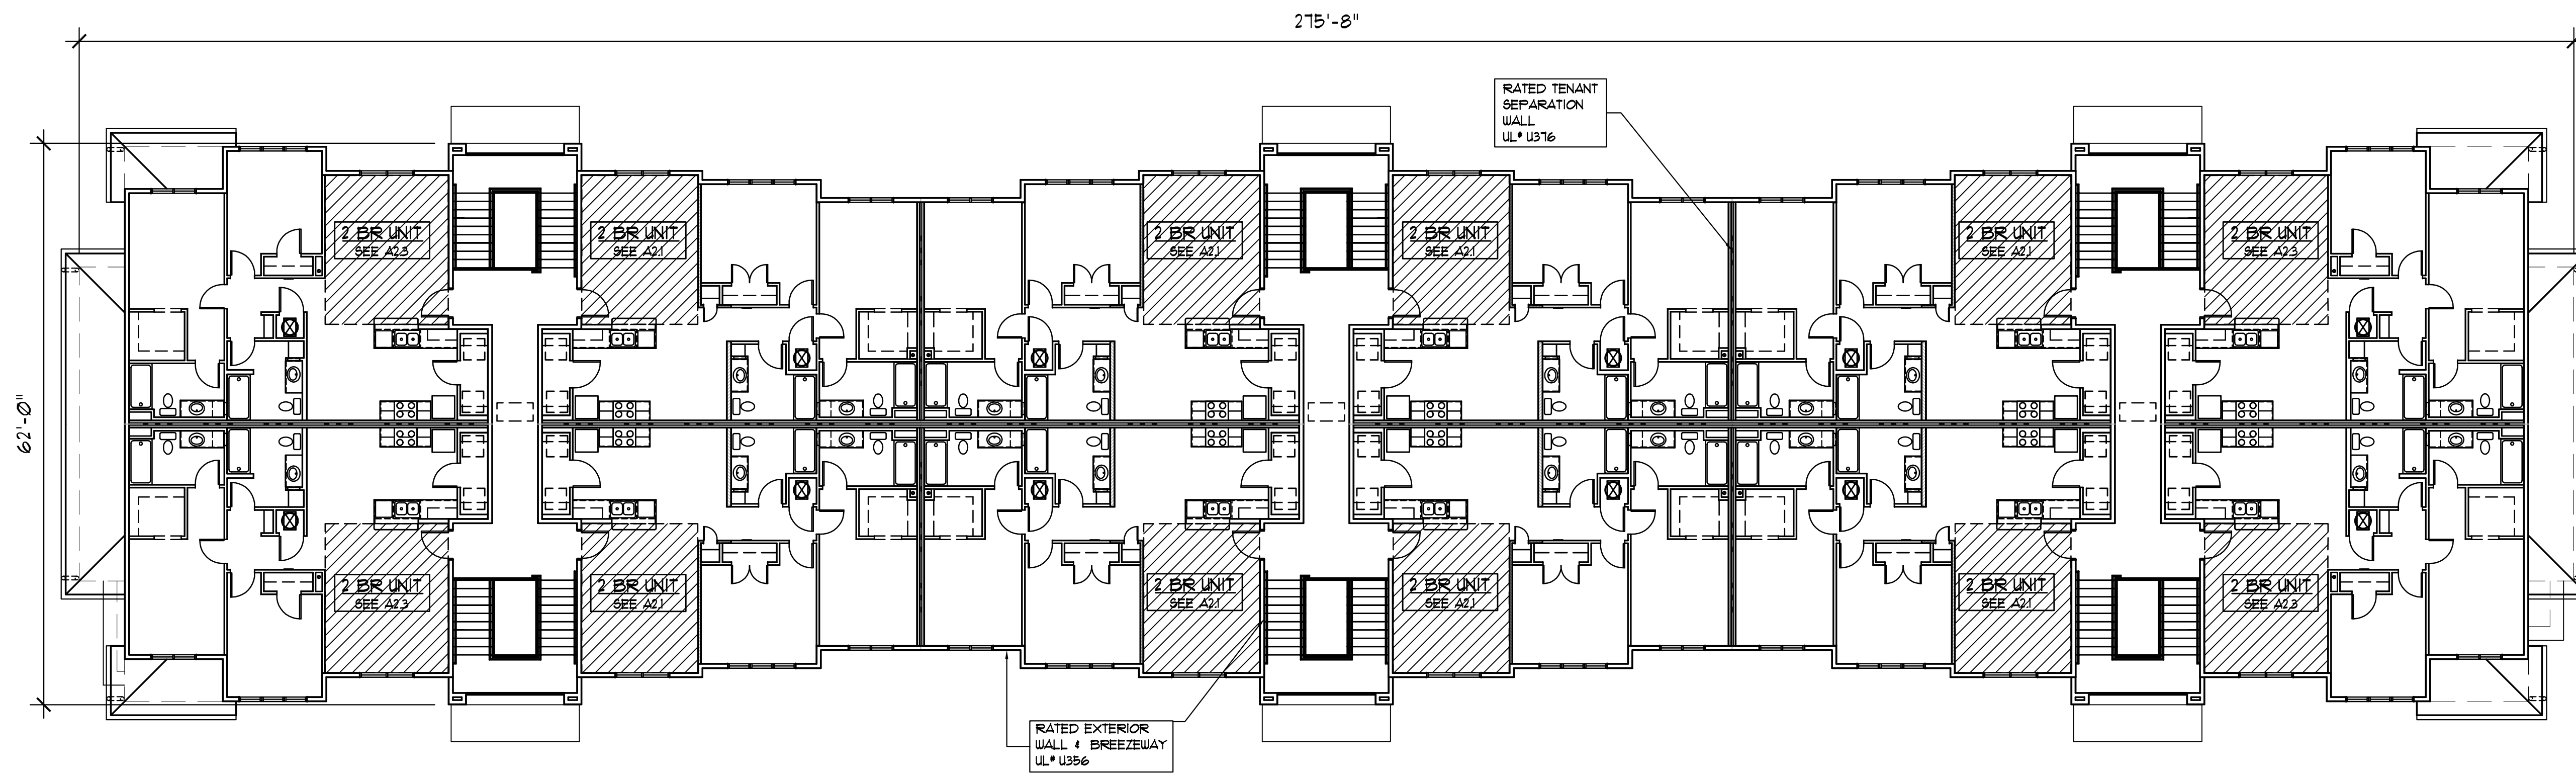 275'-8"
RATED TENANT
SEPARATION
WALL
UL# U376
62'-0"
2 BR UNIT
SEE A2.3
2 BR UNIT
SEE A2.1
2 BR UNIT
SEE A2.1
2 BR UNIT
SEE A2.1
2 BR UNIT
SEE A2.1
2 BR UNIT
SEE A2.3
2 BR UNIT
SEE A2.3
2 BR UNIT
SEE A2.1
2 BR UNIT
SEE A2.1
2 BR UNIT
SEE A2.1
2 BR UNIT
SEE A2.1
2 BR UNIT
SEE A2.3
RATED EXTERIOR
WALL & BREEZEWAY
UL# U356